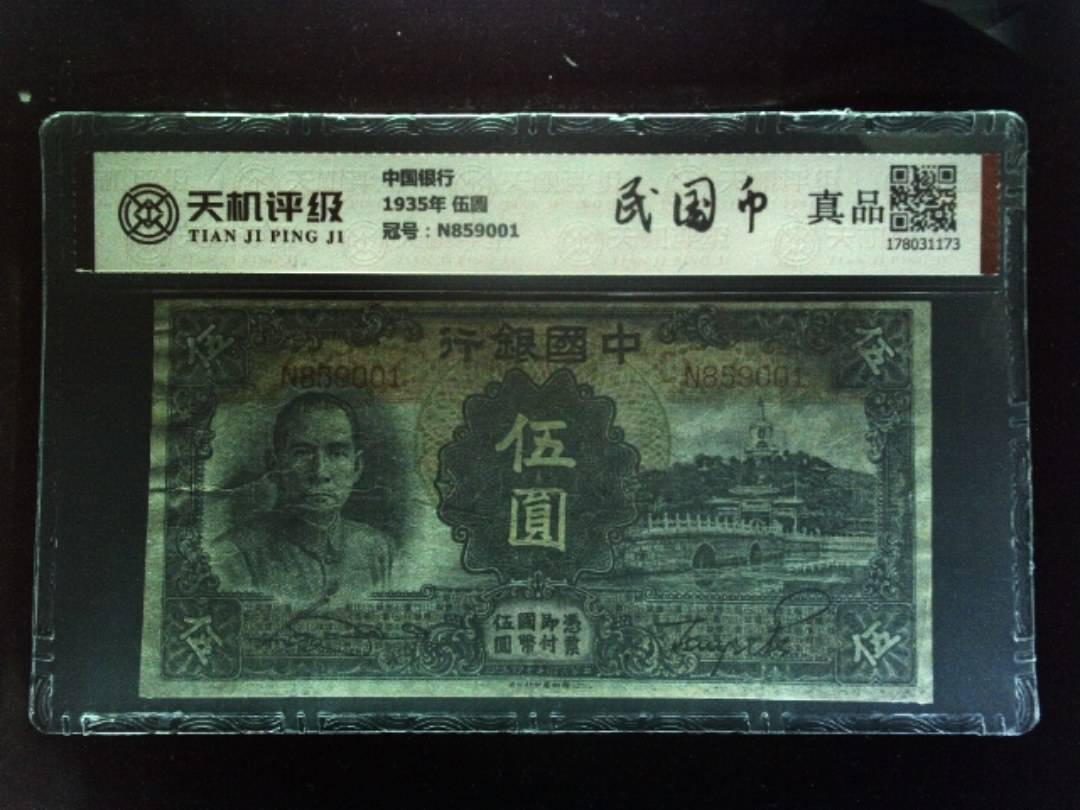 天机评级
TIAN JI PING JI
中国银行
1935年 伍圆
冠号：N859001
民国币
真品
178031173
伍
伍
行銀國中
N859001
N859001
伍
圓
憑票
即付
國幣
伍圓
伍
伍